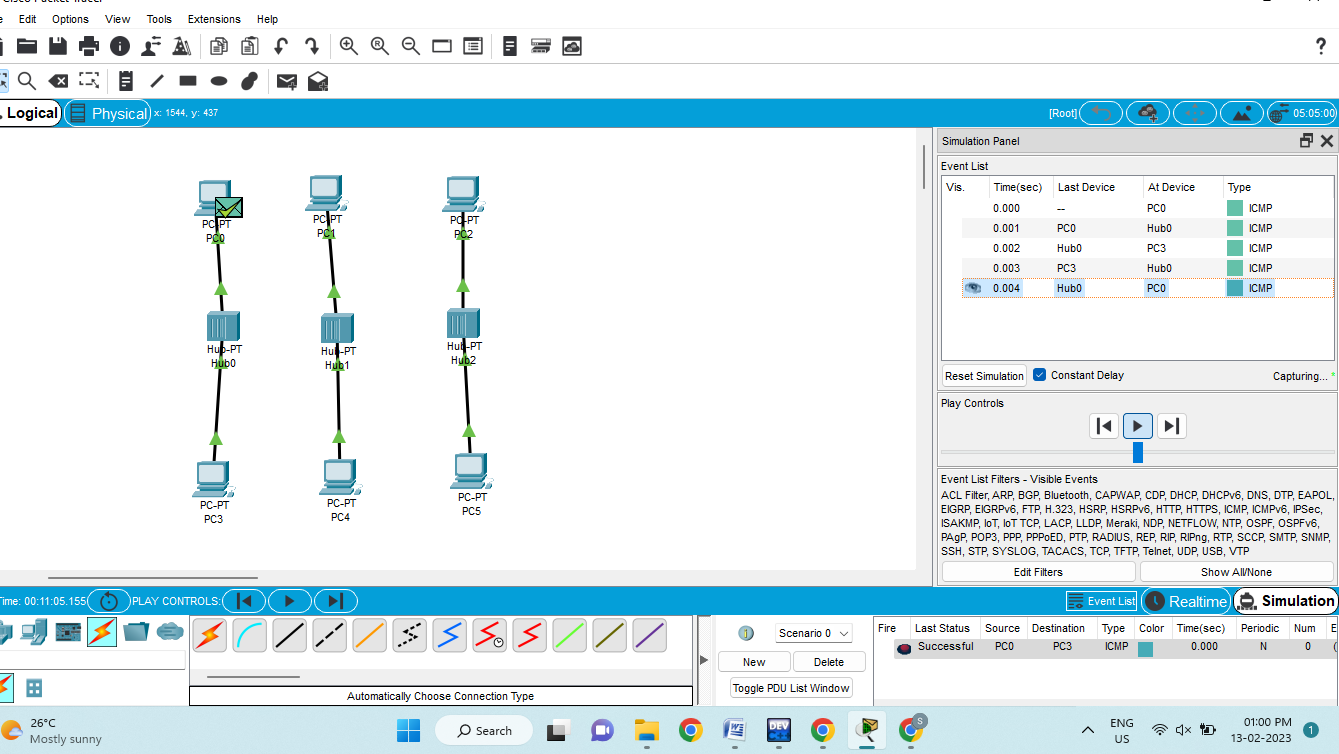 Cisco Packet Tracer
Edit Options View Tools Extensions Help
?
Logical Physical x: 1544, y: 437 [Root] 05:05:00
Simulation Panel
Event List
Vis. Time(sec) Last Device At Device Type
0.000 -- PC0 ICMP
0.001 PC0 Hub0 ICMP
0.002 Hub0 PC3 ICMP
0.003 PC3 Hub0 ICMP
0.004 Hub0 PC0 ICMP
Reset Simulation Constant Delay Capturing... *
Play Controls
Event List Filters - Visible Events
ACL Filter, ARP, BGP, Bluetooth, CAPWAP, CDP, DHCP, DHCPv6, DNS, DTP, EAPOL,
EIGRP, EIGRPv6, FTP, H.323, HSRP, HSRPv6, HTTP, HTTPS, ICMP, ICMPv6, IPSec,
ISAKMP, IoT, IoT TCP, LACP, LLDP, Meraki, NDP, NETFLOW, NTP, OSPF, OSPFv6,
PAgP, POP3, PPP, PPPoED, PTP, RADIUS, REP, RIP, RIPng, RTP, SCCP, SMTP, SNMP,
SSH, STP, SYSLOG, TACACS, TCP, TFTP, Telnet, UDP, USB, VTP
Edit Filters Show All/None
PC-PT
PC0
PC-PT
PC1
PC-PT
PC2
Hub-PT
Hub0
Hub-PT
Hub1
Hub-PT
Hub2
PC-PT
PC3
PC-PT
PC4
PC-PT
PC5
Time: 00:11:05.155 PLAY CONTROLS: Event List Realtime Simulation
Automatically Choose Connection Type
Scenario 0
New Delete
Toggle PDU List Window
Fire Last Status Source Destination Type Color Time(sec) Periodic Num E
Successful PC0 PC3 ICMP 0.000 N 0 (
26°C
Mostly sunny
Search
DEV
S
ENG
US
01:00 PM
13-02-2023
1